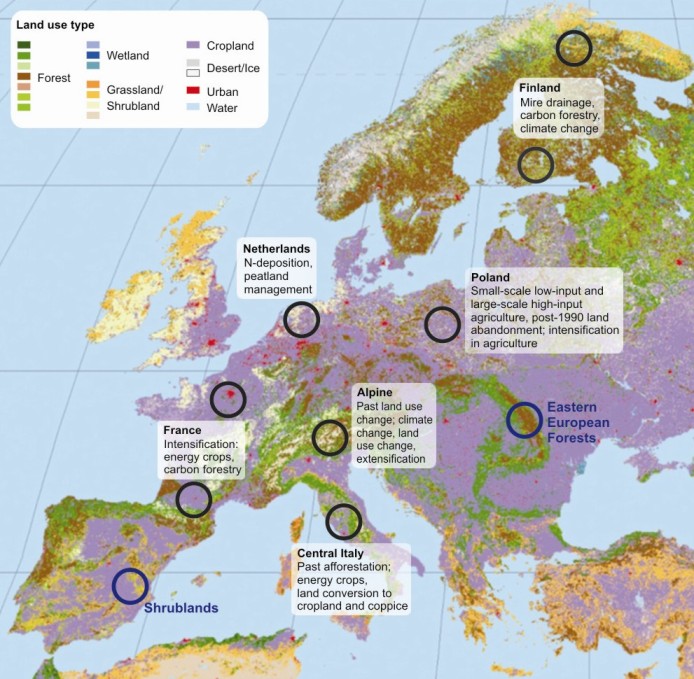 Land use type
Forest
Wetland
Grassland/
Shrubland
Cropland
Desert/Ice
Urban
Water
Finland
Mire drainage,
carbon forestry,
climate change
Netherlands
N-deposition,
peatland
management
Poland
Small-scale low-input and
large-scale high-input
agriculture, post-1990 land
abandonment; intensification
in agriculture
Alpine
Past land use
change; climate
change, land
use change,
extensification
Eastern
European
Forests
France
Intensification:
energy crops,
carbon forestry
Central Italy
Past afforestation;
energy crops,
land conversion to
cropland and coppice
Shrublands